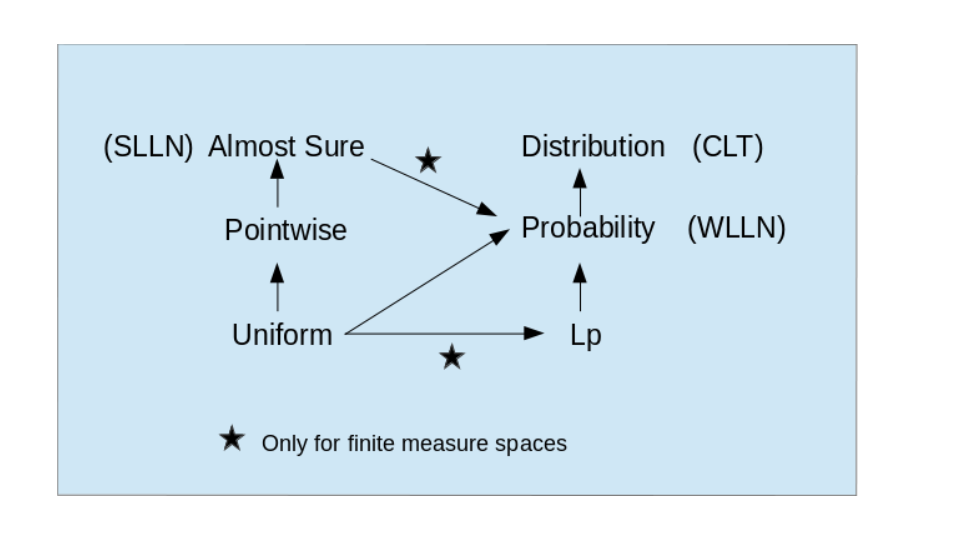 (SLLN) Almost Sure
Distribution (CLT)
Pointwise
Probability (WLLN)
Uniform
Lp
Only for finite measure spaces